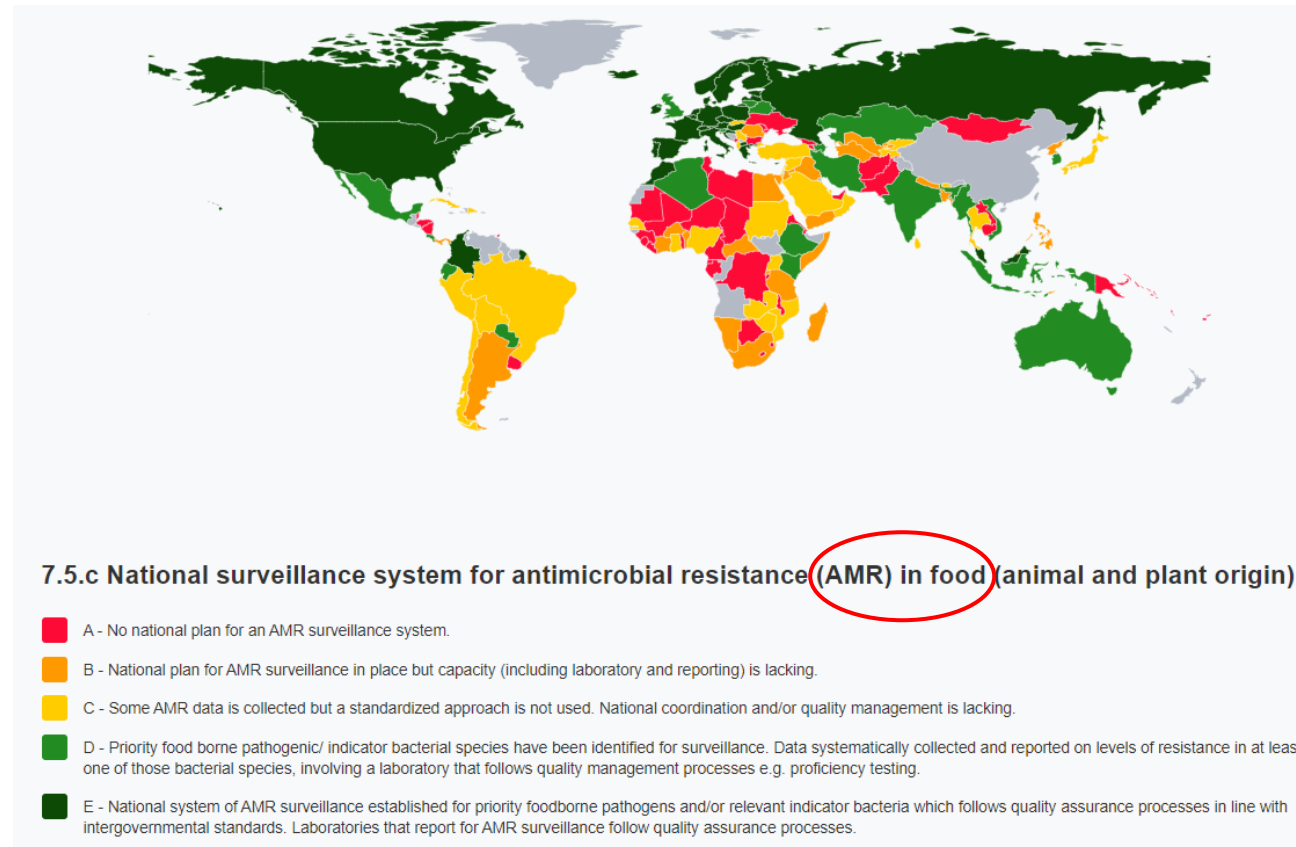 7.5.c National surveillance system for antimicrobial resistance (AMR) in food (animal and plant origin)
A - No national plan for an AMR surveillance system.
B - National plan for AMR surveillance in place but capacity (including laboratory and reporting) is lacking.
C - Some AMR data is collected but a standardized approach is not used. National coordination and/or quality management is lacking.
D - Priority food borne pathogenic/ indicator bacterial species have been identified for surveillance. Data systematically collected and reported on levels of resistance in at leas
one of those bacterial species, involving a laboratory that follows quality management processes e.g. proficiency testing.
E - National system of AMR surveillance established for priority foodborne pathogens and/or relevant indicator bacteria which follows quality assurance processes in line with
intergovernmental standards. Laboratories that report for AMR surveillance follow quality assurance processes.